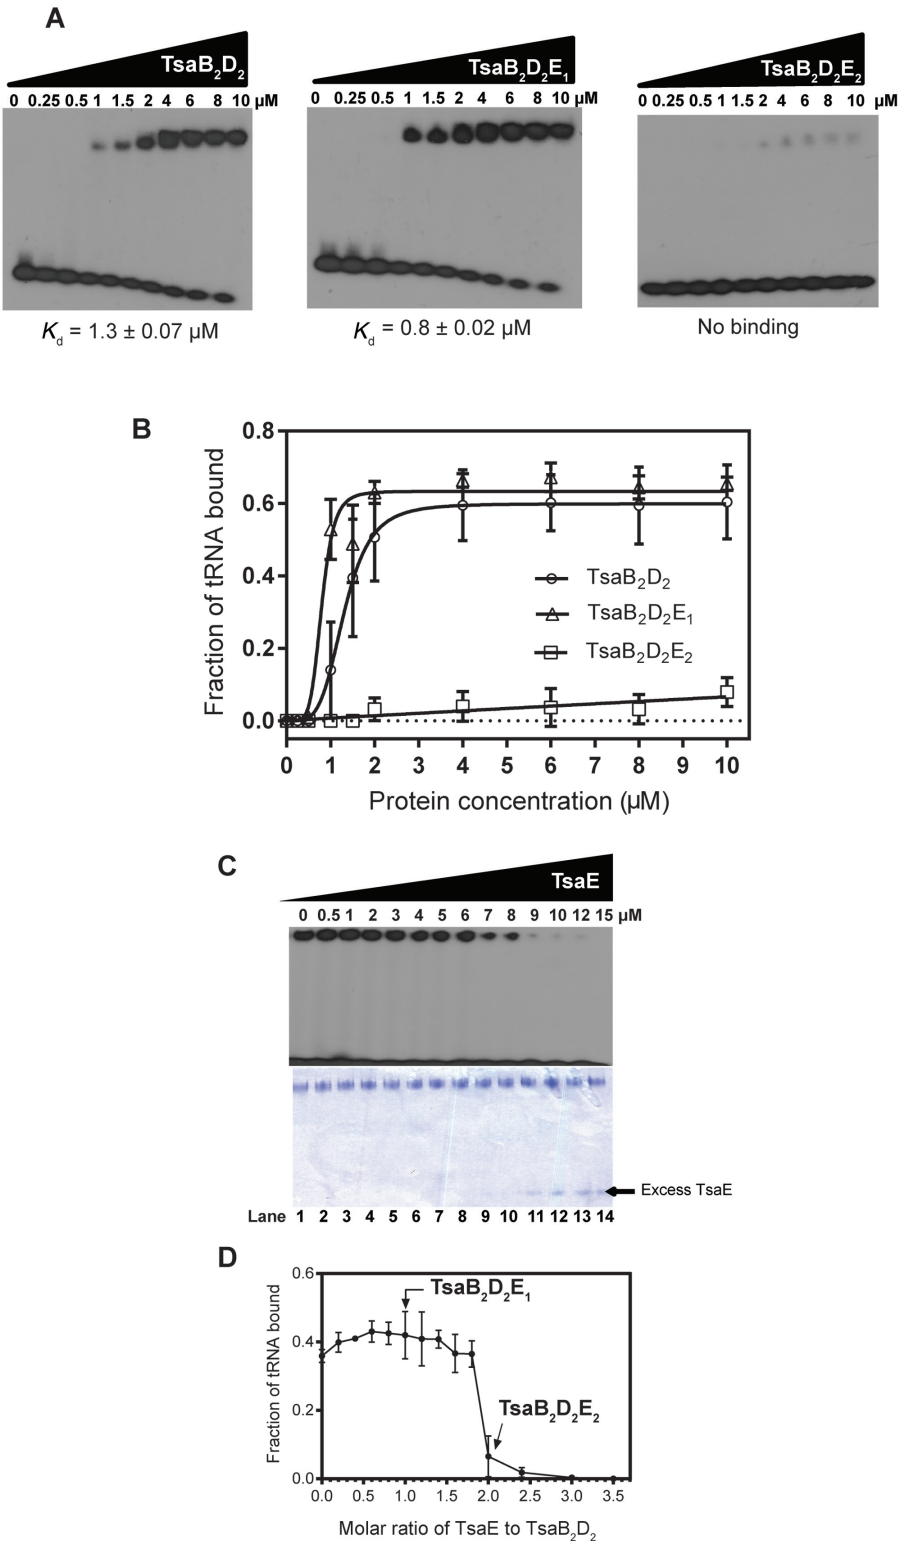 A
TsaB2D2
0 0.25 0.5 1 1.5 2 4 6 8 10 µM
Kd = 1.3 ± 0.07 µM
TsaB2D2E1
0 0.25 0.5 1 1.5 2 4 6 8 10 µM
Kd = 0.8 ± 0.02 µM
TsaB2D2E2
0 0.25 0.5 1 1.5 2 4 6 8 10 µM
No binding
B
Fraction of tRNA bound
0.8
0.6
0.4
0.2
0.0
TsaB2D2
TsaB2D2E1
TsaB2D2E2
0 1 2 3 4 5 6 7 8 9 10
Protein concentration (µM)
C
TsaE
0 0.5 1 2 3 4 5 6 7 8 9 10 12 15 µM
Excess TsaE
Lane 1 2 3 4 5 6 7 8 9 10 11 12 13 14
D
Fraction of tRNA bound
0.6
0.4
0.2
0.0
TsaB2D2E1
TsaB2D2E2
0.0 0.5 1.0 1.5 2.0 2.5 3.0 3.5
Molar ratio of TsaE to TsaB2D2